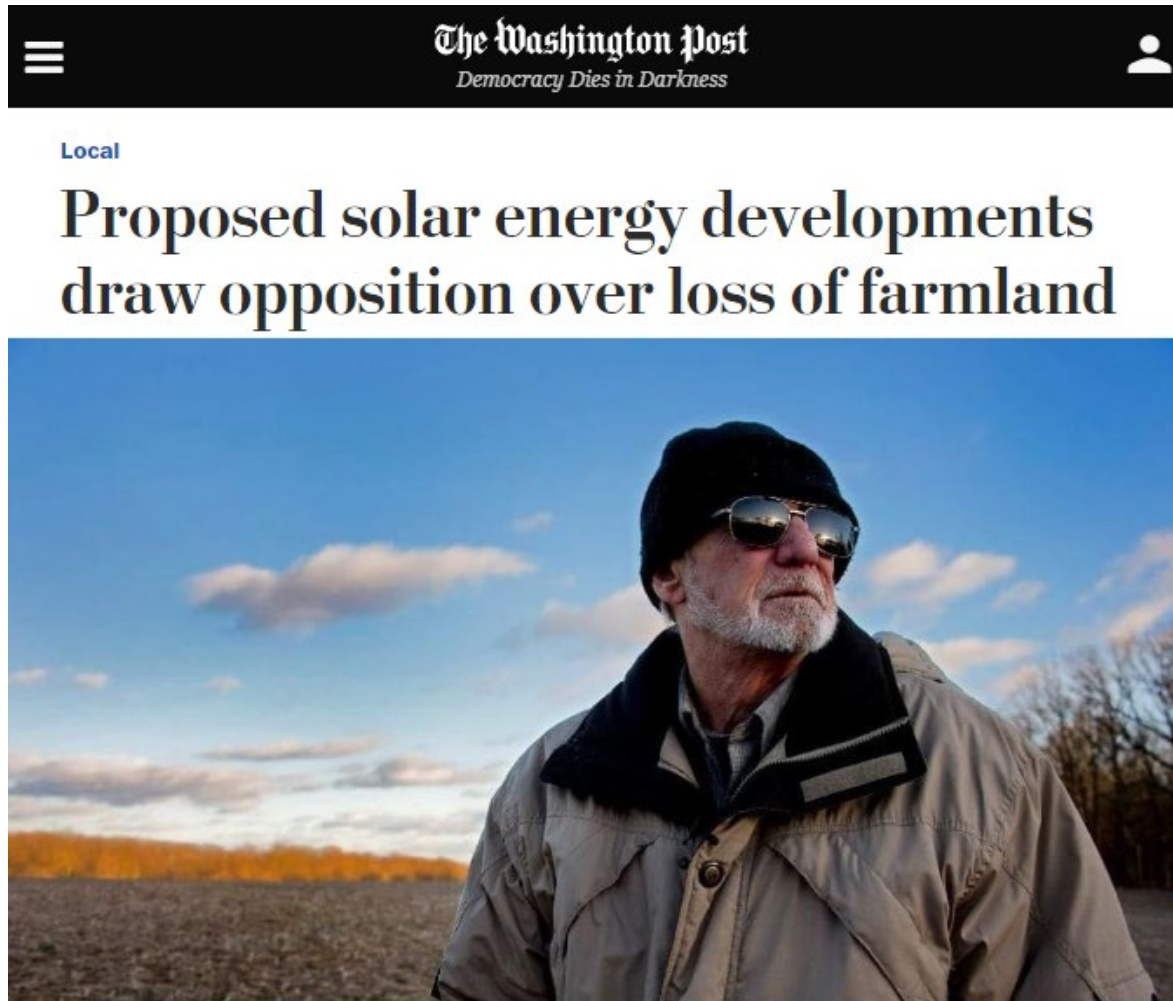 The Washington Post
Democracy Dies in Darkness
Local
Proposed solar energy developments
draw opposition over loss of farmland